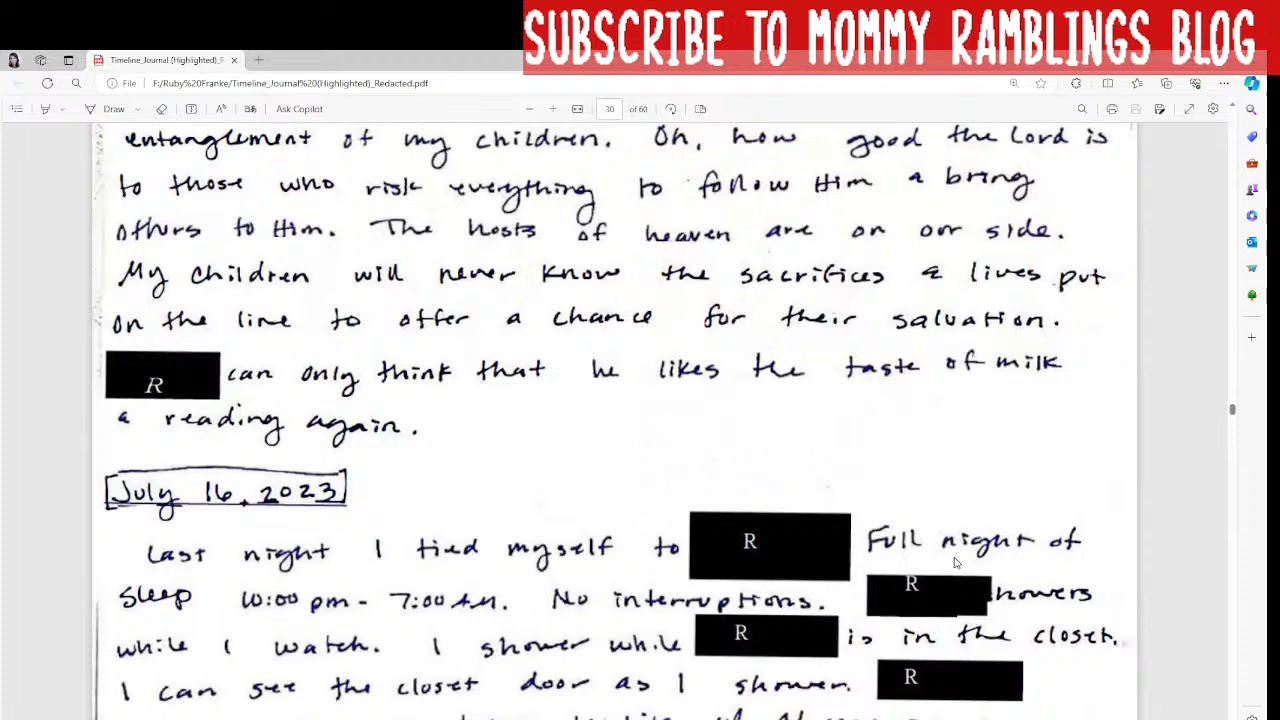 SUBSCRIBE TO MOMMY RAMBLINGS BLOG
Timeline_Journal (Highlighted)_R
File F:/Ruby%20Franke/Timeline_Journal%20(Highlighted)_Redacted.pdf
Draw Ask Copilot 30 of 60
entanglement of my children. Oh, how good the Lord is
to those who risk everything to follow Him & bring
others to Him. The hosts of heaven are on our side.
My children will never know the sacrifices & lives put
on the line to offer a chance for their salvation.
R can only think that he likes the taste of milk
& reading again.
July 16, 2023
Last night I tied myself to R Full night of
sleep 10:00 pm - 7:00 AM. No interruptions. R howers
while I watch. I shower while R is in the closet.
I can see the closet door as I shower. R